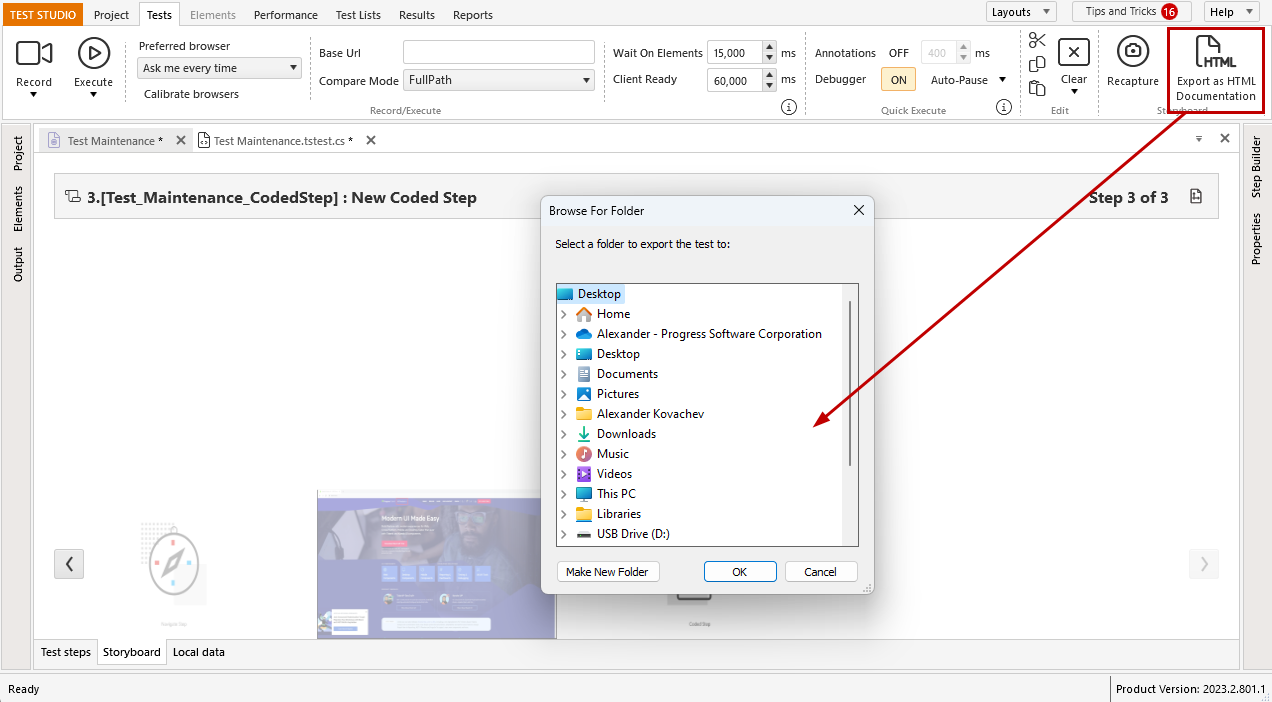 TEST STUDIO Project Tests Elements Performance Test Lists Results Reports Layouts Tips and Tricks 16 Help
Record
Execute
Preferred browser
Ask me every time
Calibrate browsers
Base Url
Compare Mode FullPath
Record/Execute
Wait On Elements 15,000 ms
Client Ready 60,000 ms
Annotations OFF 400 ms
Debugger ON Auto-Pause
Quick Execute
Clear
Edit
Recapture
HTML
Export as HTML
Documentation
Project
Elements
Output
Test Maintenance *
Test Maintenance.tstest.cs *
Step Builder
Properties
3.[Test_Maintenance_CodedStep] : New Coded Step
Step 3 of 3
Browse For Folder
Select a folder to export the test to:
Desktop
Home
Alexander - Progress Software Corporation
Desktop
Documents
Pictures
Alexander Kovachev
Downloads
Music
Videos
This PC
Libraries
USB Drive (D:)
Make New Folder OK Cancel
Modern UI Made Easy
Coded Step
Test steps Storyboard Local data
Ready
Product Version: 2023.2.801.1